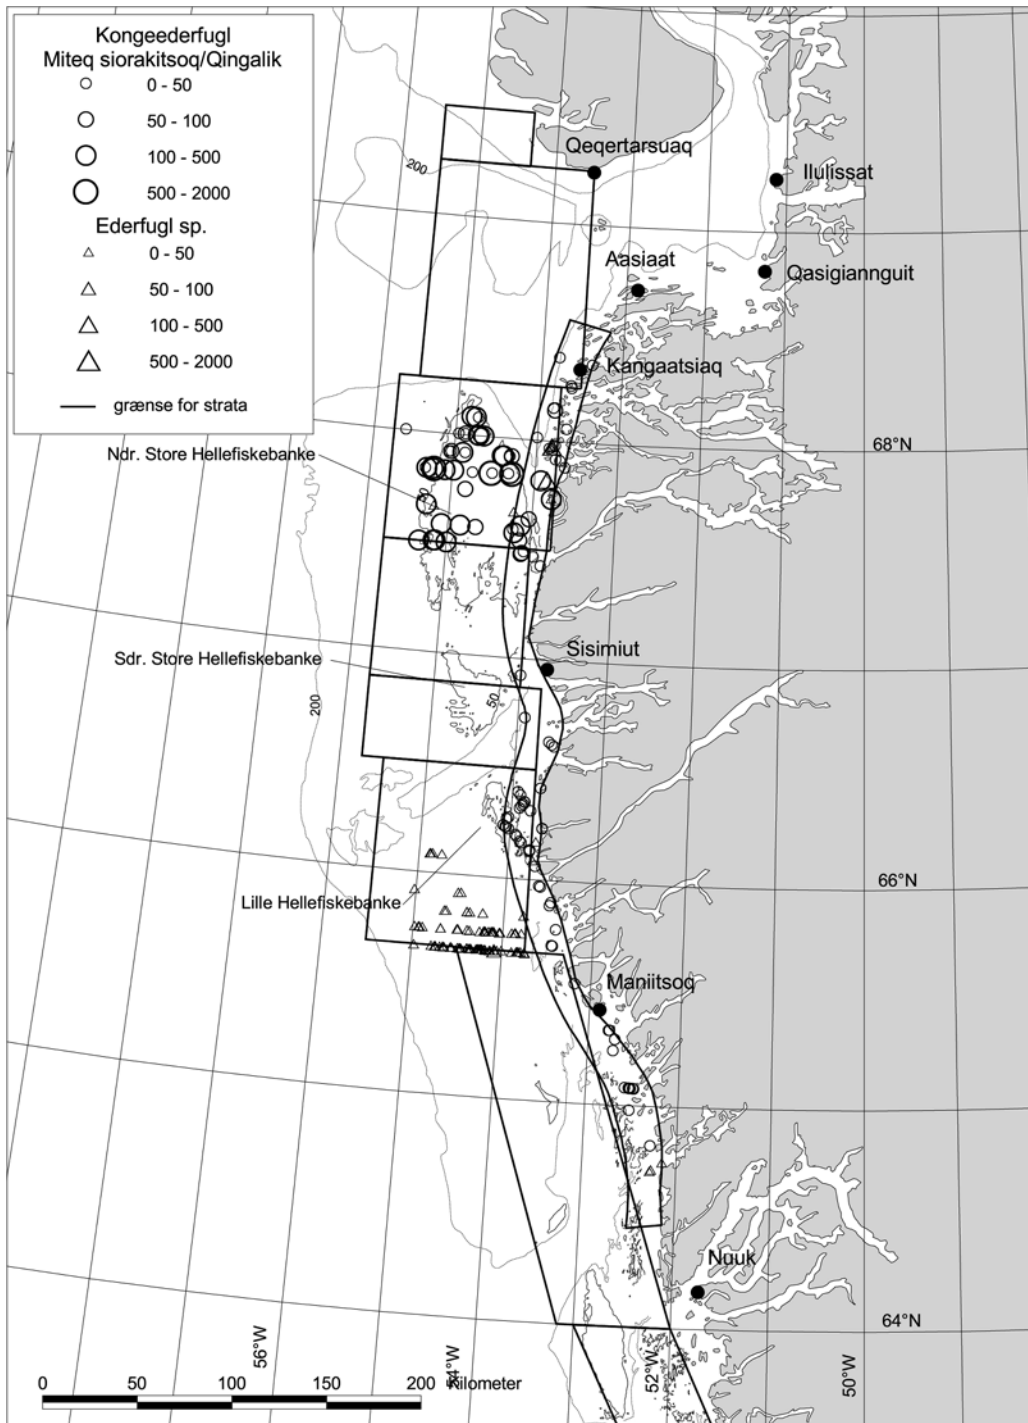 Kongeederfugl
Miteq siorakitsoq/Qingalik
0 - 50
50 - 100
100 - 500
500 - 2000
Ederfugl sp.
0 - 50
50 - 100
100 - 500
500 - 2000
grænse for strata
200
Qeqertarsuaq
Ilulissat
50
Aasiaat
Qasigiannguit
Kangaatsiaq
68°N
Ndr. Store Hellefiskebanke
50
Sisimiut
Sdr. Store Hellefiskebanke
200
50
66°N
Lille Hellefiskebanke
Maniitsoq
Nuuk
64°N
56°W
54°W
52°W
50°W
0 50 100 150 200 Kilometer